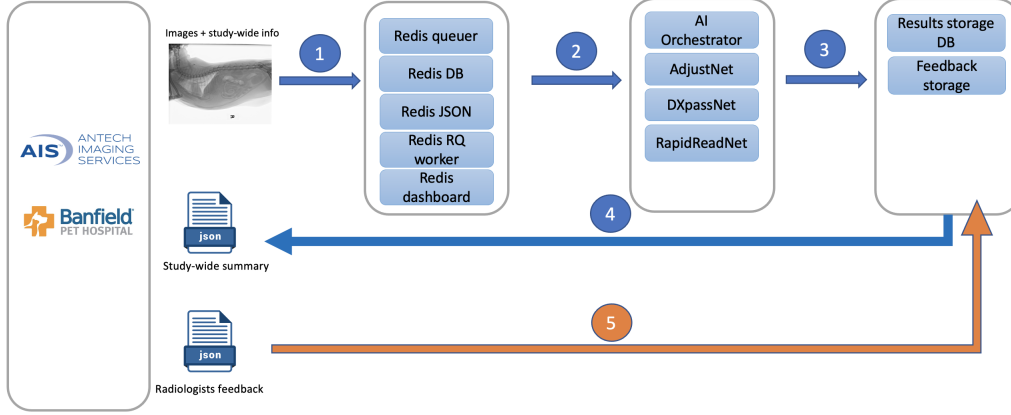 Images + study-wide info
1
2
3
Redis queuer
Redis DB
Redis JSON
Redis RQ
worker
Redis
dashboard
AI
Orchestrator
AdjustNet
DXpassNet
RapidReadNet
Results storage
DB
Feedback
storage
AIS
ANTECH
IMAGING
SERVICES
Banfield®
PET HOSPITAL
json
Study-wide summary
4
json
Radiologists feedback
5